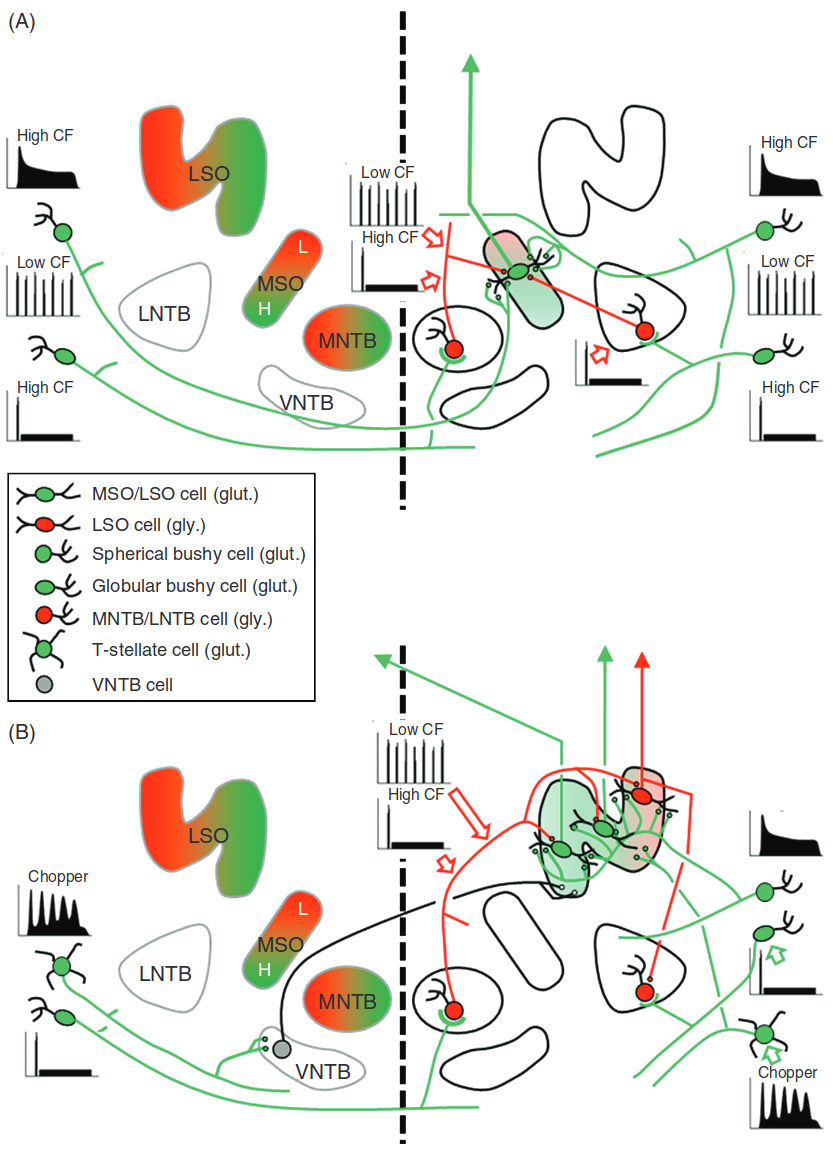 (A)
High CF
High CF
LSO
Low CF
L
High CF
Low CF
Low CF
MSO
LNTB
H
MNTB
VNTB
High CF
High CF
MSO/LSO cell (glut.)
LSO cell (gly.)
Spherical bushy cell (glut.)
Globular bushy cell (glut.)
MNTB/LNTB cell (gly.)
T-stellate cell (glut.)
VNTB cell
(B)
Low CF
High CF
LSO
Chopper
L
MSO
LNTB
H
MNTB
VNTB
Chopper